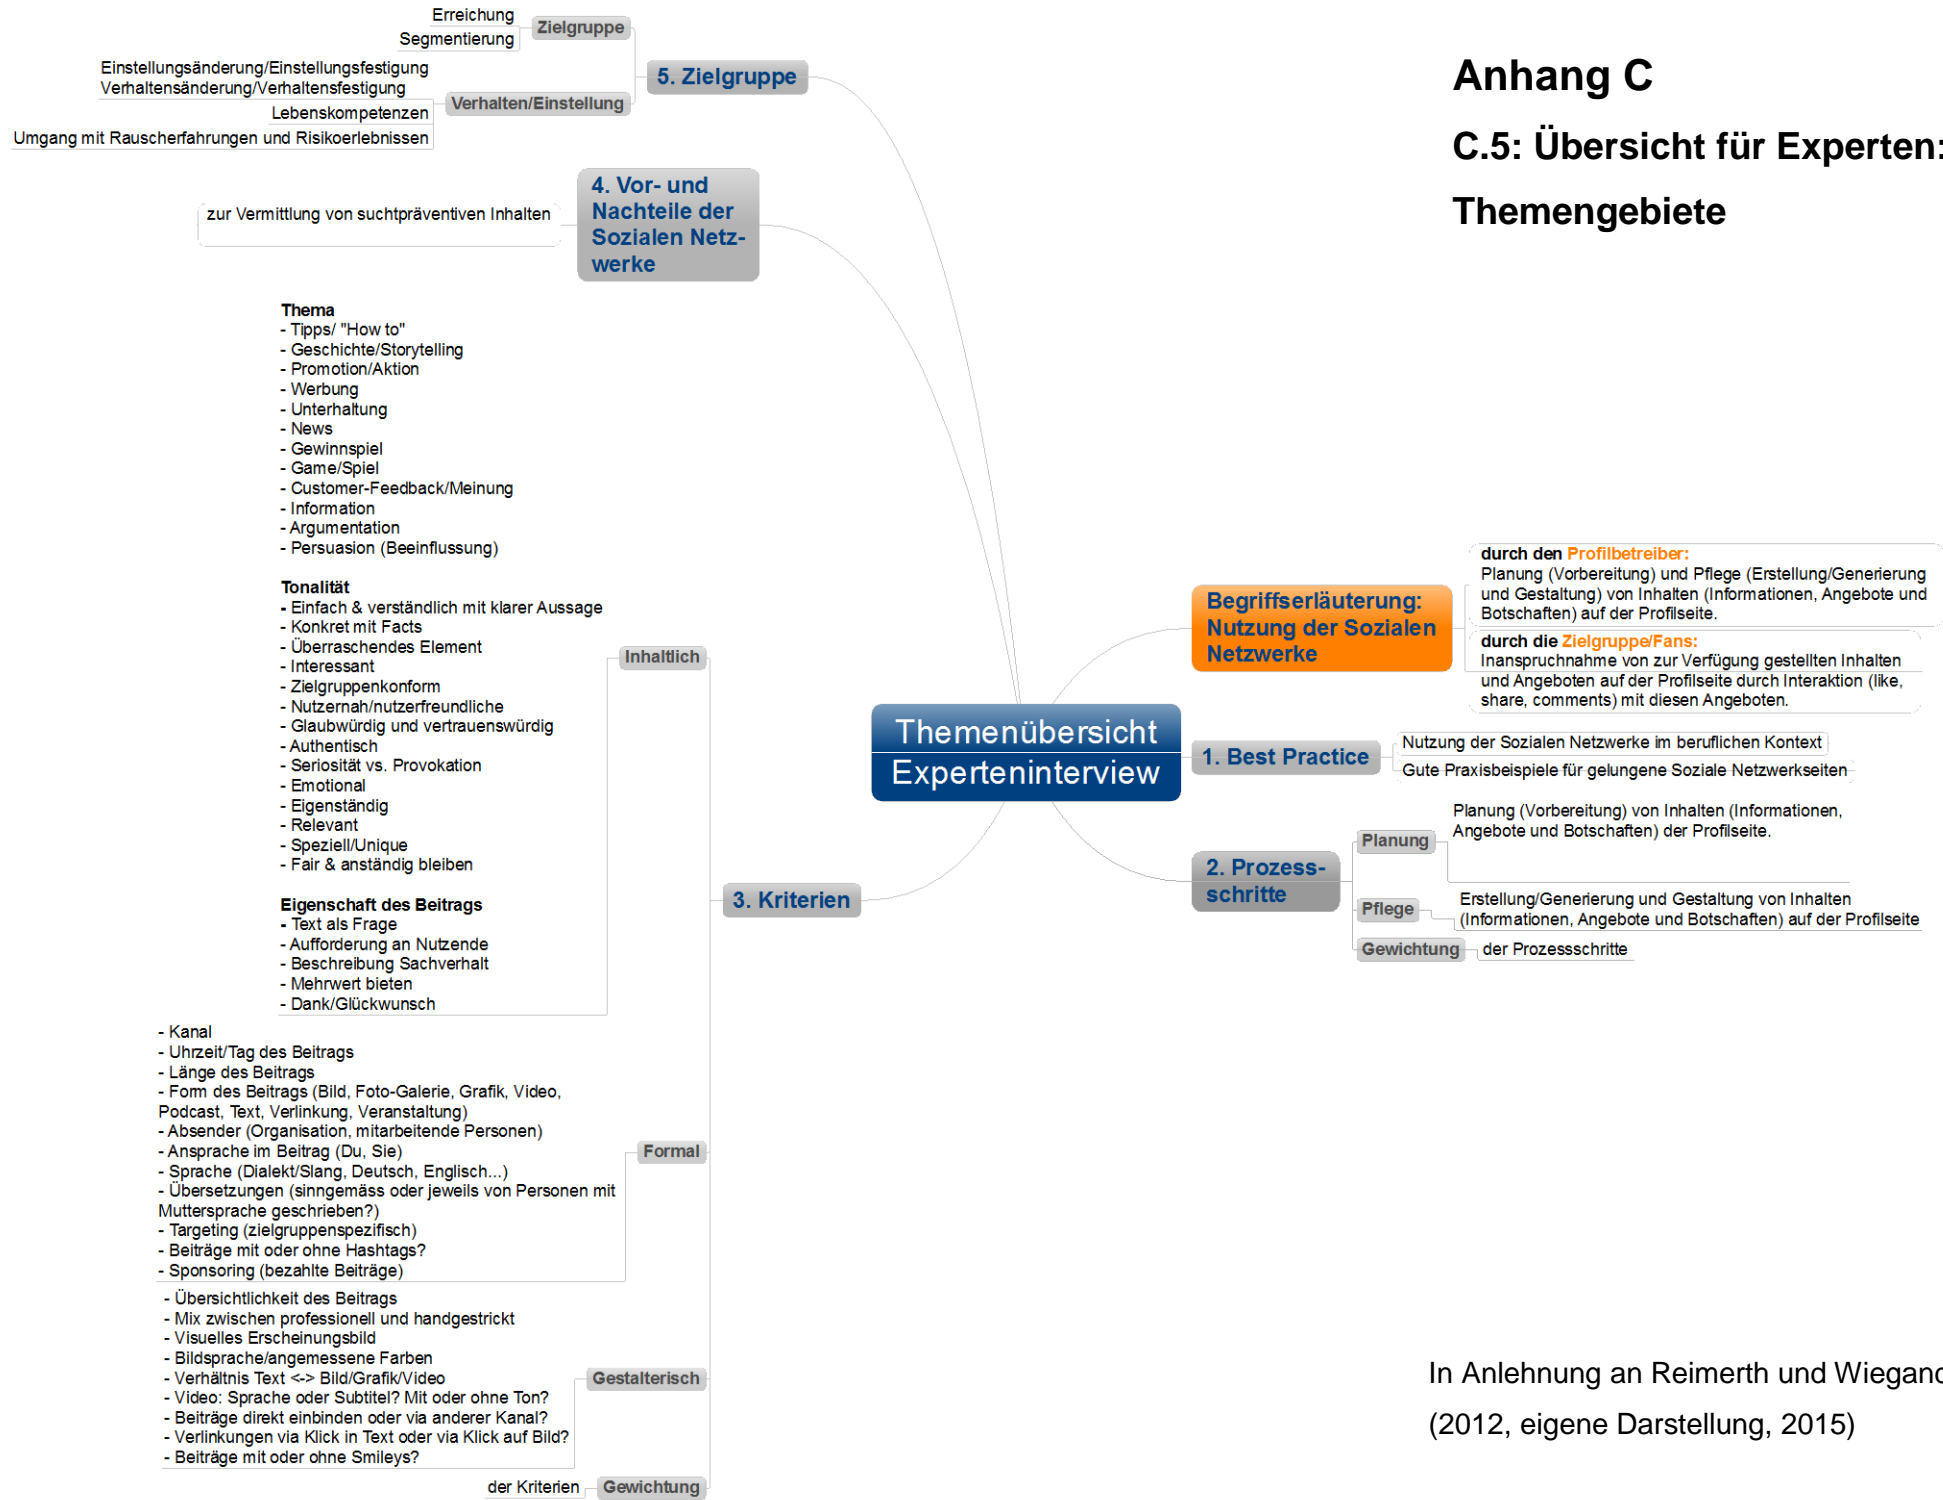 Anhang C
C.5: Übersicht für Experten:
Themengebiete
Themenübersicht
Experteninterview
Begriffserläuterung:
Nutzung der Sozialen
Netzwerke
durch den Profilbetreiber:
Planung (Vorbereitung) und Pflege (Erstellung/Generierung
und Gestaltung) von Inhalten (Informationen, Angebote und
Botschaften) auf der Profilseite.
durch die Zielgruppe/Fans:
Inanspruchnahme von zur Verfügung gestellten Inhalten
und Angeboten auf der Profilseite durch Interaktion (like,
share, comments) mit diesen Angeboten.
1. Best Practice
Nutzung der Sozialen Netzwerke im beruflichen Kontext
Gute Praxisbeispiele für gelungene Soziale Netzwerkseiten
2. Prozess-
schritte
Planung
Planung (Vorbereitung) von Inhalten (Informationen,
Angebote und Botschaften) der Profilseite.
Pflege
Erstellung/Generierung und Gestaltung von Inhalten
(Informationen, Angebote und Botschaften) auf der Profilseite
Gewichtung
der Prozessschritte
3. Kriterien
Inhaltlich
Thema
- Tipps/ "How to"
- Geschichte/Storytelling
- Promotion/Aktion
- Werbung
- Unterhaltung
- News
- Gewinnspiel
- Game/Spiel
- Customer-Feedback/Meinung
- Information
- Argumentation
- Persuasion (Beeinflussung)
Tonalität
- Einfach & verständlich mit klarer Aussage
- Konkret mit Facts
- Überraschendes Element
- Interessant
- Zielgruppenkonform
- Nutzernah/nutzerfreundliche
- Glaubwürdig und vertrauenswürdig
- Authentisch
- Seriosität vs. Provokation
- Emotional
- Eigenständig
- Relevant
- Speziell/Unique
- Fair & anständig bleiben
Eigenschaft des Beitrags
- Text als Frage
- Aufforderung an Nutzende
- Beschreibung Sachverhalt
- Mehrwert bieten
- Dank/Glückwunsch
Formal
- Kanal
- Uhrzeit/Tag des Beitrags
- Länge des Beitrags
- Form des Beitrags (Bild, Foto-Galerie, Grafik, Video,
Podcast, Text, Verlinkung, Veranstaltung)
- Absender (Organisation, mitarbeitende Personen)
- Ansprache im Beitrag (Du, Sie)
- Sprache (Dialekt/Slang, Deutsch, Englisch...)
- Übersetzungen (sinngemäss oder jeweils von Personen mit
Muttersprache geschrieben?)
- Targeting (zielgruppenspezifisch)
- Beiträge mit oder ohne Hashtags?
- Sponsoring (bezahlte Beiträge)
Gestalterisch
- Übersichtlichkeit des Beitrags
- Mix zwischen professionell und handgestrickt
- Visuelles Erscheinungsbild
- Bildsprache/angemessene Farben
- Verhältnis Text <-> Bild/Grafik/Video
- Video: Sprache oder Subtitel? Mit oder ohne Ton?
- Beiträge direkt einbinden oder via anderer Kanal?
- Verlinkungen via Klick in Text oder via Klick auf Bild?
- Beiträge mit oder ohne Smileys?
Gewichtung
der Kriterien
4. Vor- und
Nachteile der
Sozialen Netz-
werke
zur Vermittlung von suchtpräventiven Inhalten
5. Zielgruppe
Zielgruppe
Erreichung
Segmentierung
Verhalten/Einstellung
Einstellungsänderung/Einstellungsfestigung
Verhaltensänderung/Verhaltensfestigung
Lebenskompetenzen
Umgang mit Rauscherfahrungen und Risikoerlebnissen
In Anlehnung an Reimerth und Wiegand
(2012, eigene Darstellung, 2015)